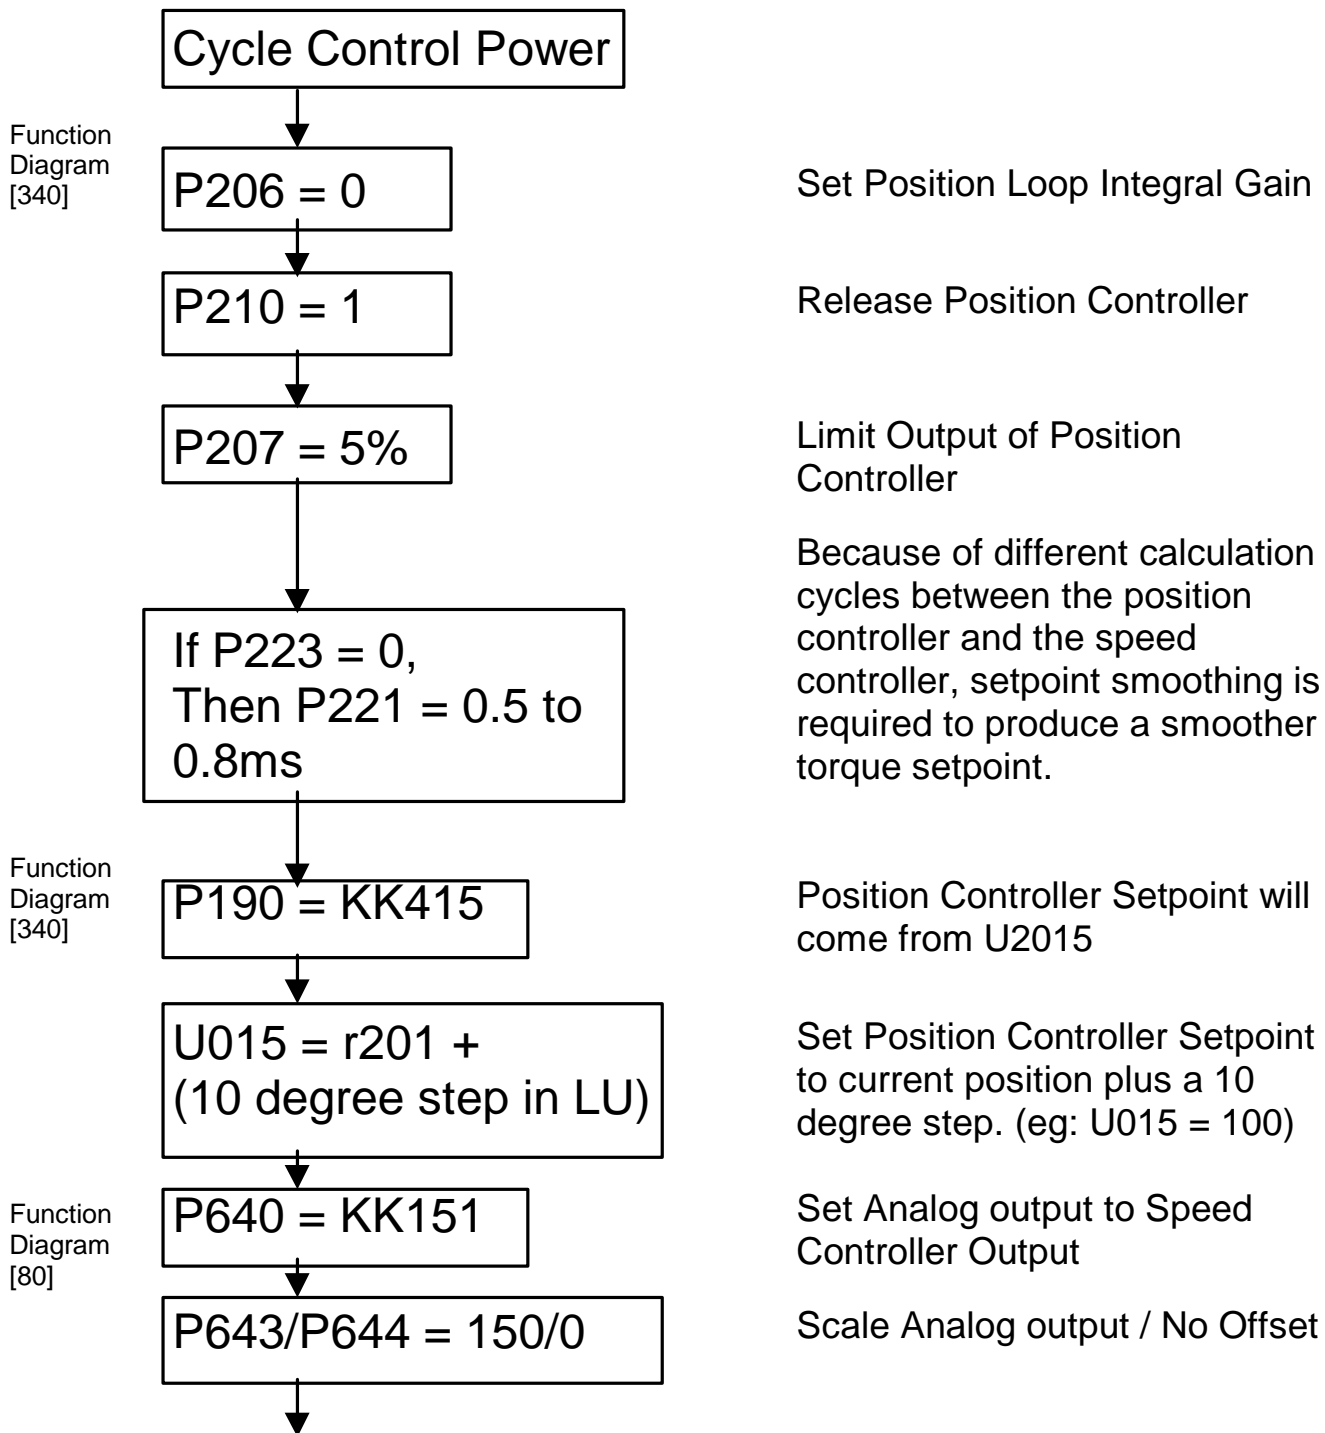 Cycle Control Power
Function
Diagram
[340]
P206 = 0
Set Position Loop Integral Gain
P210 = 1
Release Position Controller
P207 = 5%
Limit Output of Position
Controller
If P223 = 0,
Then P221 = 0.5 to
0.8ms
Because of different calculation
cycles between the position
controller and the speed
controller, setpoint smoothing is
required to produce a smoother
torque setpoint.
Function
Diagram
[340]
P190 = KK415
Position Controller Setpoint will
come from U2015
U015 = r201 +
(10 degree step in LU)
Set Position Controller Setpoint
to current position plus a 10
degree step. (eg: U015 = 100)
Function
Diagram
[80]
P640 = KK151
Set Analog output to Speed
Controller Output
P643/P644 = 150/0
Scale Analog output / No Offset